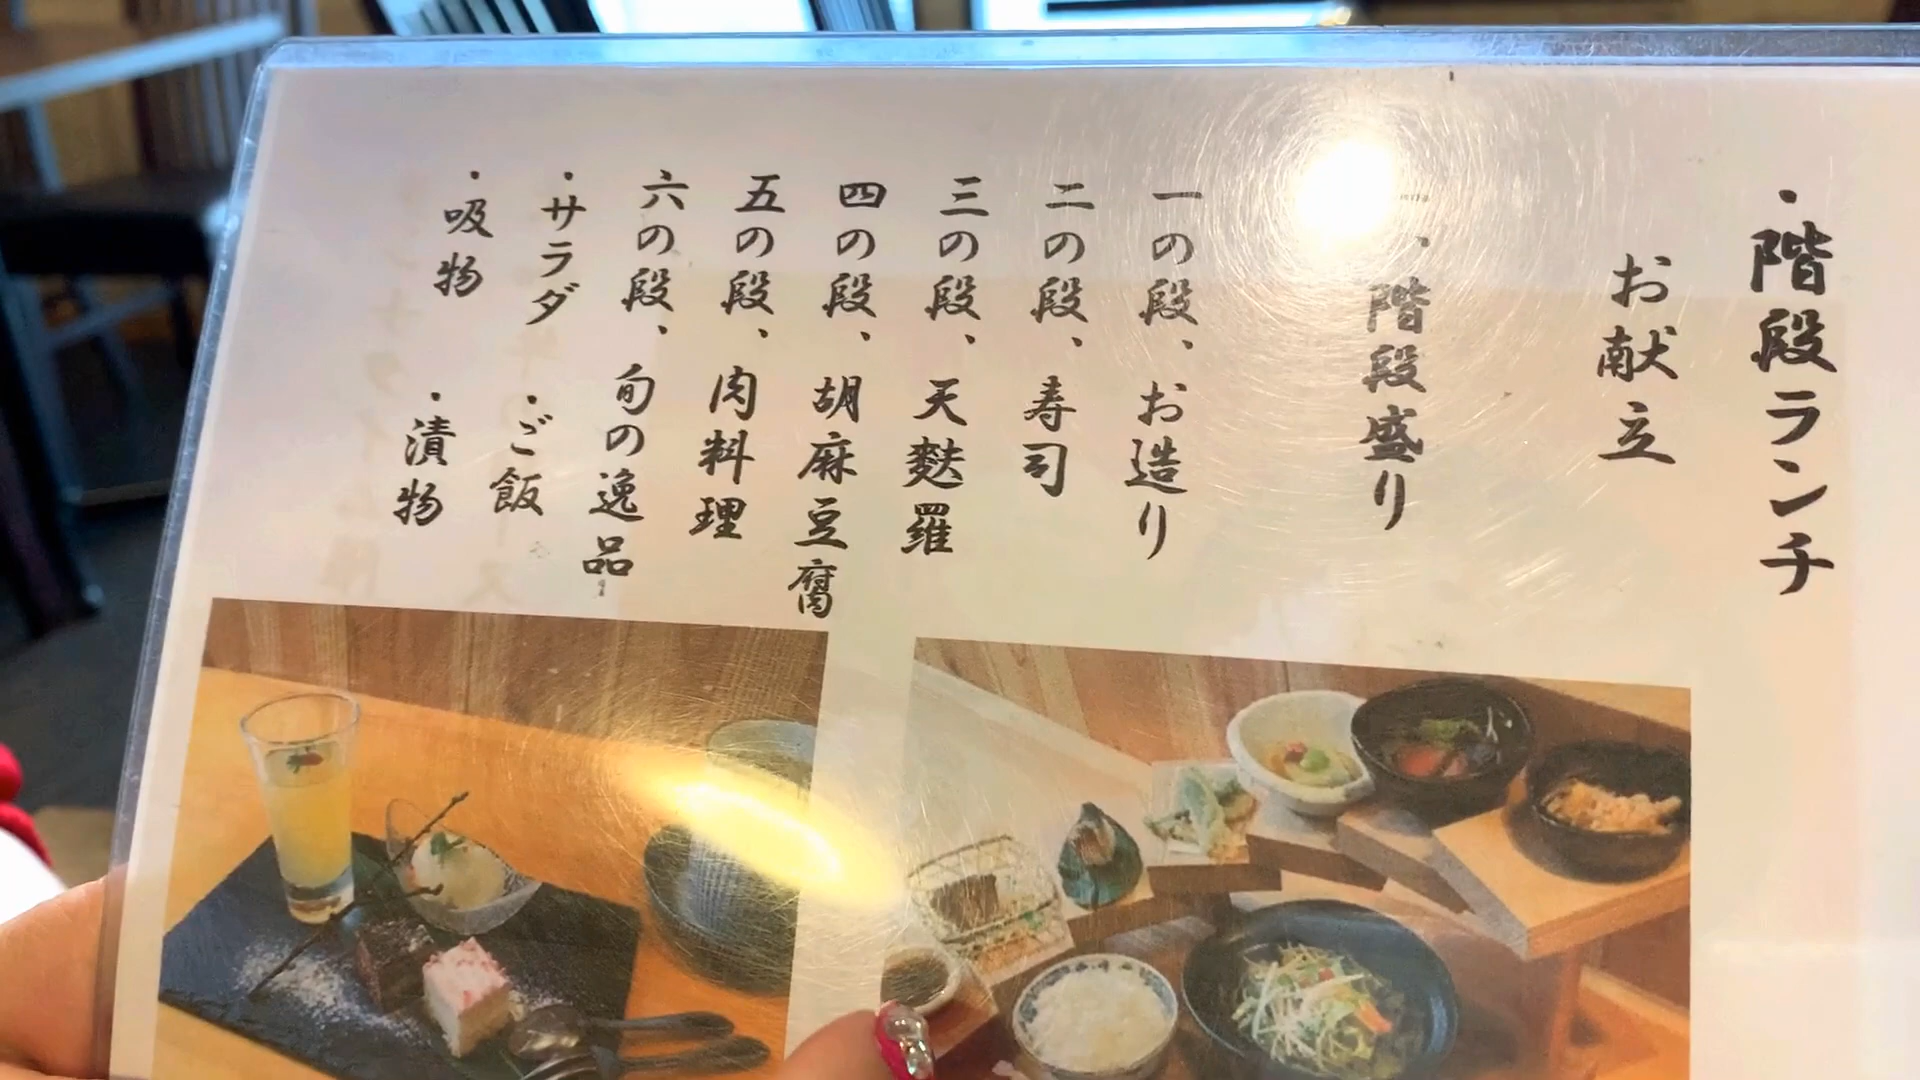 ・階段ランチ
お献立
一、階段盛り
一の段、お造り
二の段、寿司
三の段、天麩羅
四の段、胡麻豆腐
五の段、肉料理
六の段、旬の逸品
・サラダ ・ご飯
・吸物 ・漬物